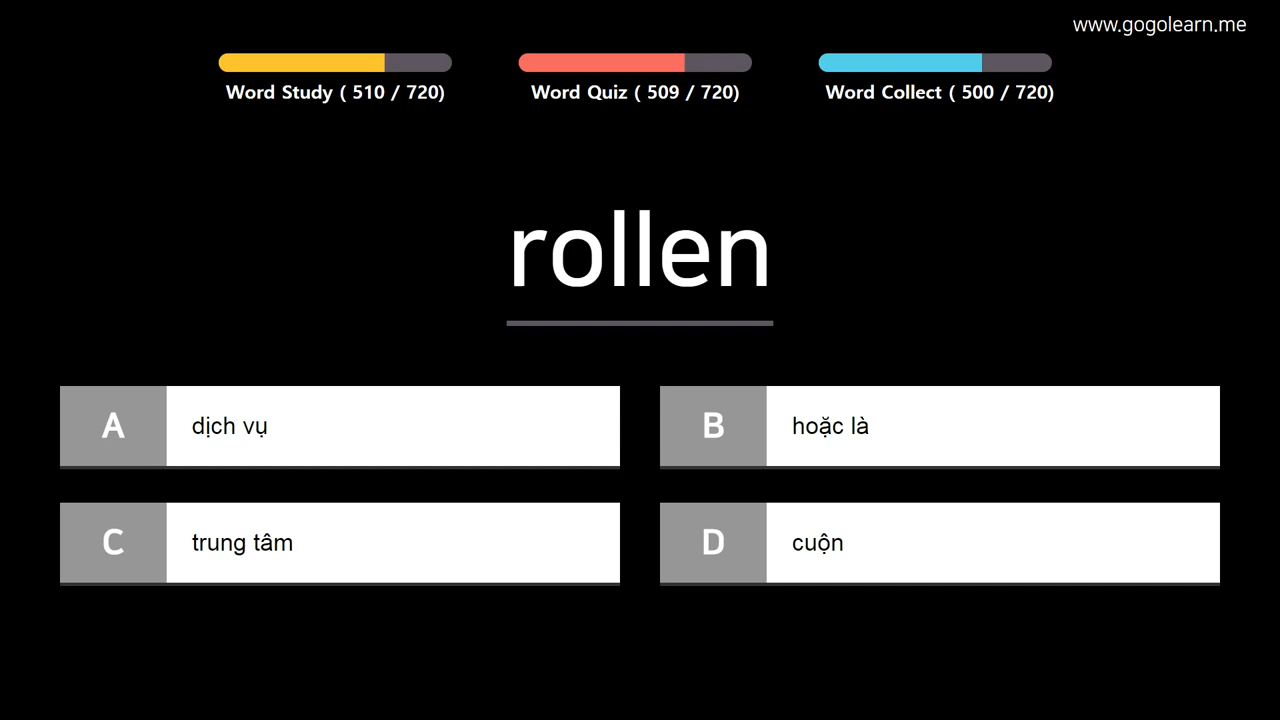 www.gogolearn.me
Word Study ( 510 / 720)
Word Quiz ( 509 / 720)
Word Collect ( 500 / 720)
rollen
A dịch vụ
B hoặc là
C trung tâm
D cuộn